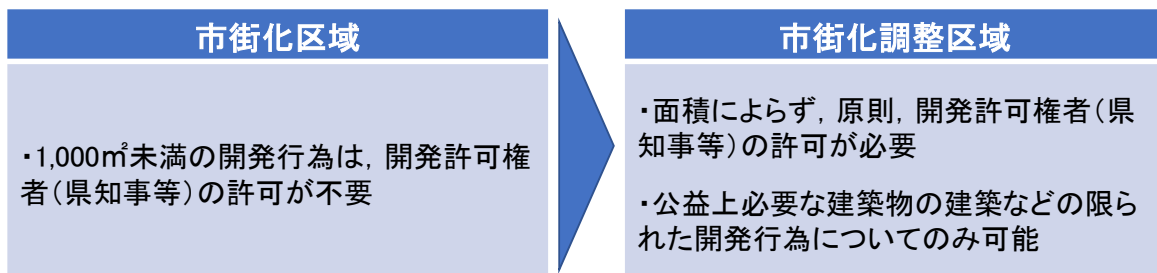 市街化区域
・1,000㎡未満の開発行為は，開発許可権
者（県知事等）の許可が不要
市街化調整区域
・面積によらず，原則，開発許可権者（県
知事等）の許可が必要
・公益上必要な建築物の建築などの限ら
れた開発行為についてのみ可能